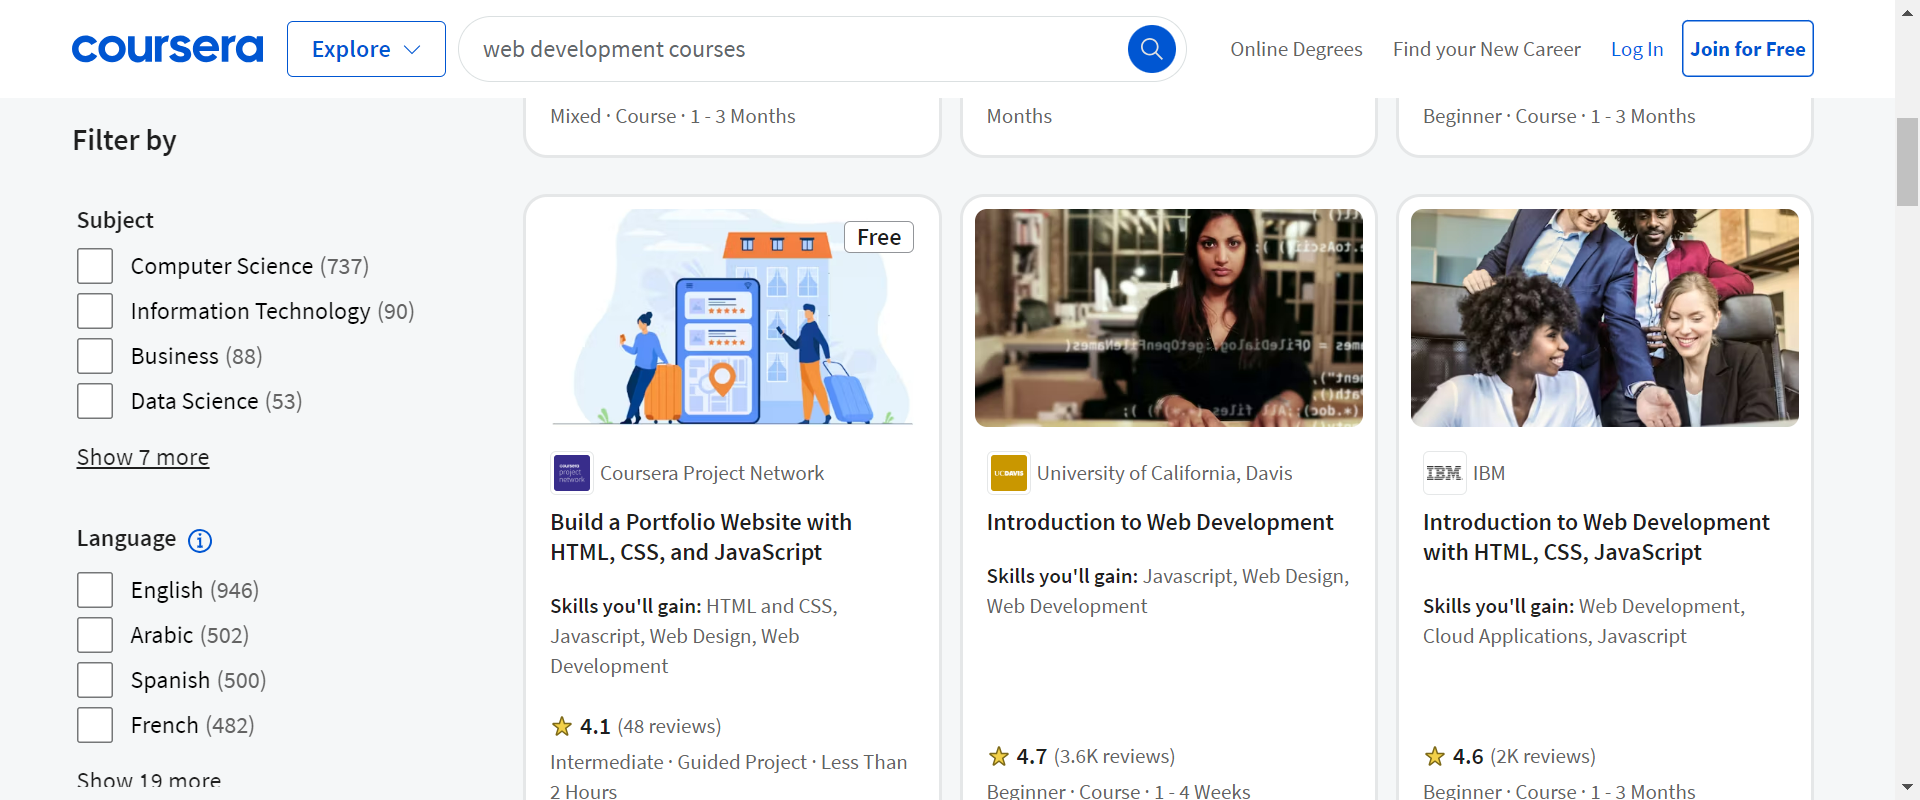 coursera
Explore
web development courses
Online Degrees
Find your New Career
Log In
Join for Free
Filter by
Subject
Computer Science (737)
Information Technology (90)
Business (88)
Data Science (53)
Show 7 more
Language
English (946)
Arabic (502)
Spanish (500)
French (482)
Show 19 more
Mixed · Course · 1 - 3 Months
Months
Beginner · Course · 1 - 3 Months
Free
coursera
project
network
Coursera Project Network
Build a Portfolio Website with
HTML, CSS, and JavaScript
Skills you'll gain: HTML and CSS,
Javascript, Web Design, Web
Development
4.1 (48 reviews)
Intermediate · Guided Project · Less Than
2 Hours
UCDAVIS
University of California, Davis
Introduction to Web Development
Skills you'll gain: Javascript, Web Design,
Web Development
4.7 (3.6K reviews)
Beginner · Course · 1 - 4 Weeks
IBM
IBM
Introduction to Web Development
with HTML, CSS, JavaScript
Skills you'll gain: Web Development,
Cloud Applications, Javascript
4.6 (2K reviews)
Beginner · Course · 1 - 3 Months